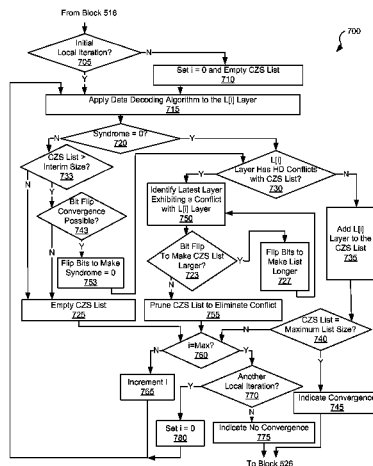 From Block 516
700
Initial
Local Iteration?
705
N
Y
Set i = 0 and Empty CZS List
710
Apply Data Decoding Algorithm to the L[i] Layer
715
Syndrome = 0?
720
N
Y
CZS List >
Interim Size?
733
N
Y
L[i]
Layer Has HD Conflicts
with CZS List?
730
Y
N
Bit Flip
Convergence
Possible?
743
N
Y
Identify Latest Layer
Exhibiting a Conflict
with L[i] Layer
750
Add L[i]
Layer to the
CZS List
735
Bit Flip
To Make CZS List
Larger?
723
Y
N
Flip Bits to
Make List
Longer
727
Flip Bits to Make
Syndrome = 0
753
Empty CZS List
725
Prune CZS List to Eliminate Conflict
755
CZS List =
Maximum List Size?
740
N
Y
i=Max?
760
N
Y
Increment I
765
Another
Local Iteration?
770
Y
N
Indicate Convergence
745
Set i = 0
780
Indicate No Convergence
775
To Block 526